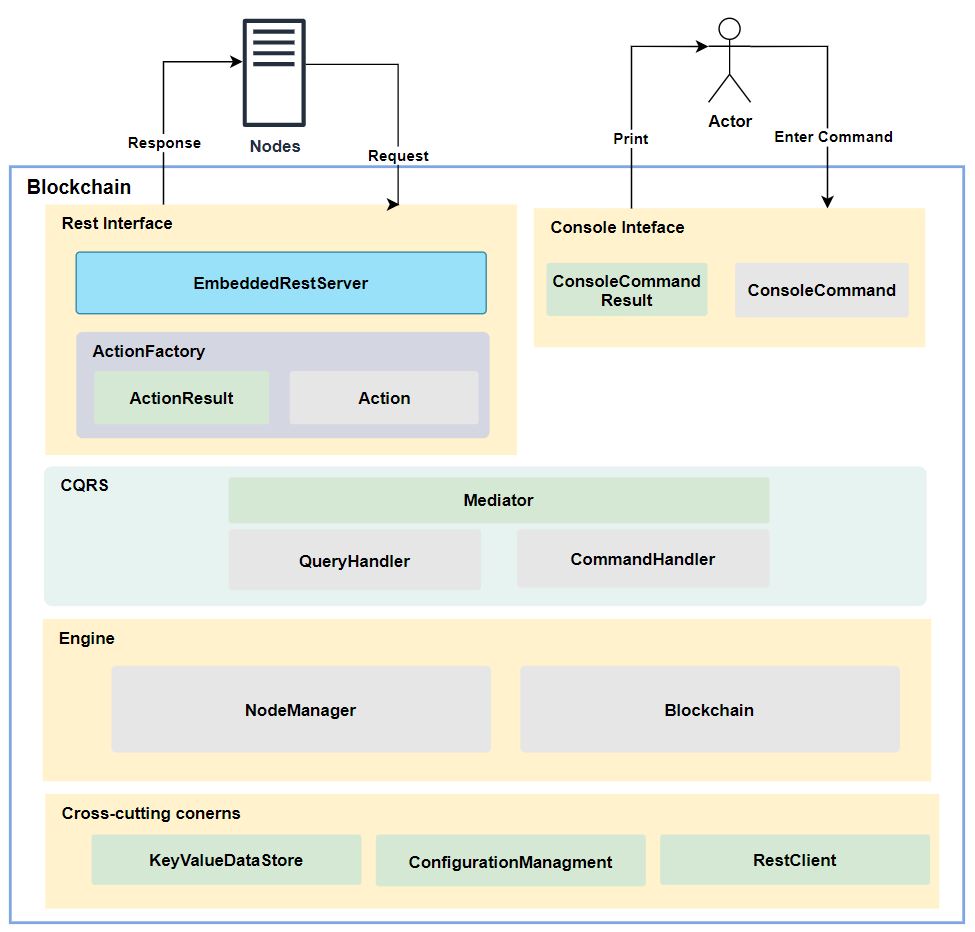 Nodes
Actor
Response
Request
Print
Enter Command
Blockchain
Rest Interface
EmbeddedRestServer
ActionFactory
ActionResult
Action
Console Inteface
ConsoleCommand
Result
ConsoleCommand
CQRS
Mediator
QueryHandler
CommandHandler
Engine
NodeManager
Blockchain
Cross-cutting conerns
KeyValueDataStore
ConfigurationManagment
RestClient